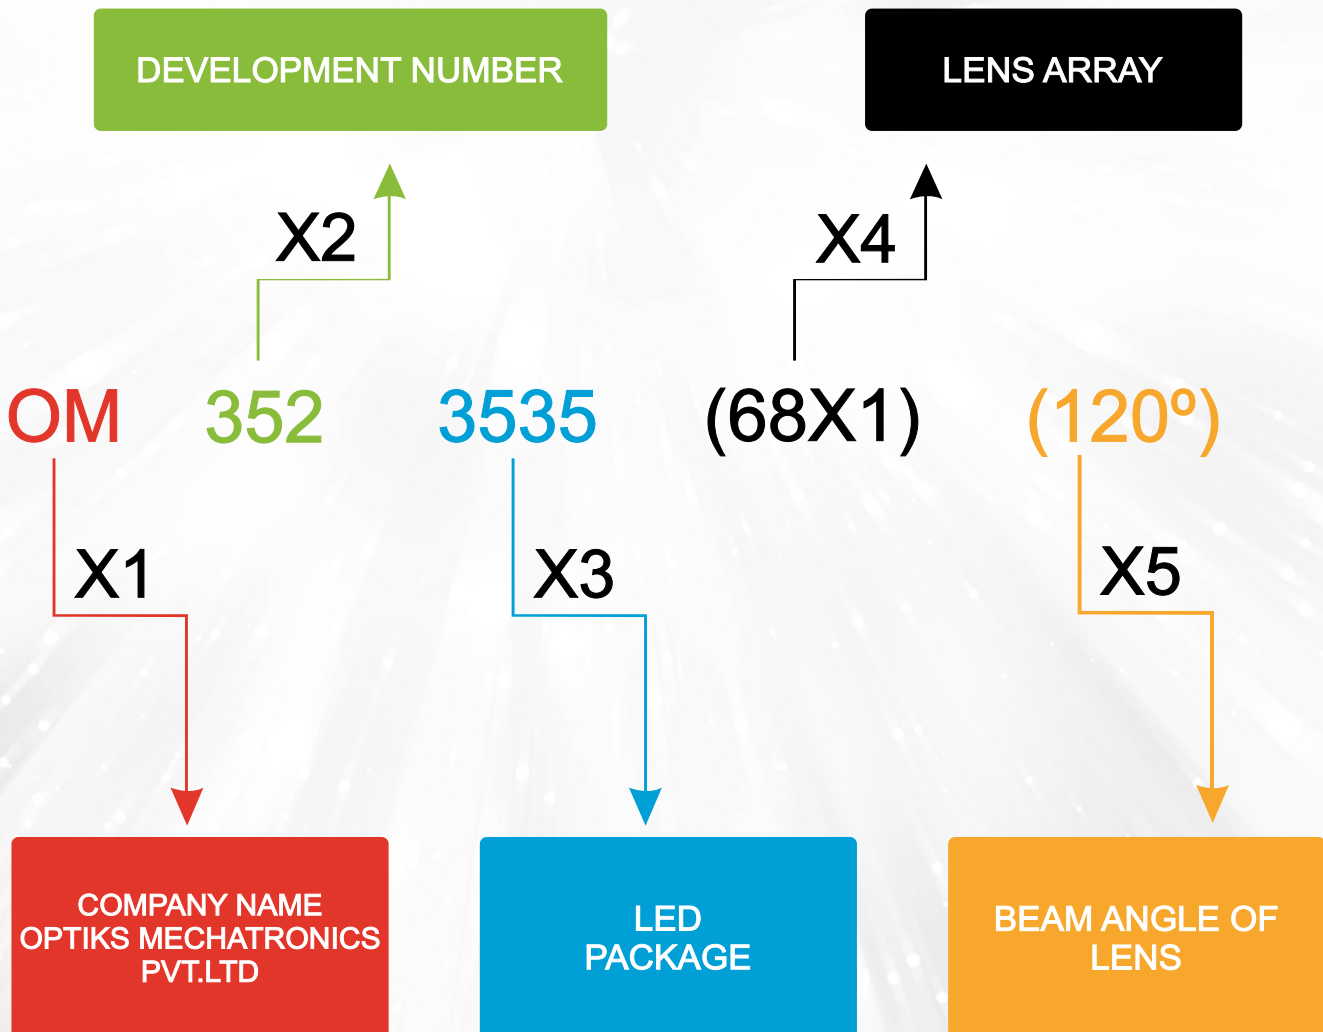 DEVELOPMENT NUMBER
LENS ARRAY
X2
X4
OM 352 3535 (68X1) (120º)
X1
X3
X5
COMPANY NAME
OPTIKS MECHATRONICS
PVT.LTD
LED
PACKAGE
BEAM ANGLE OF
LENS